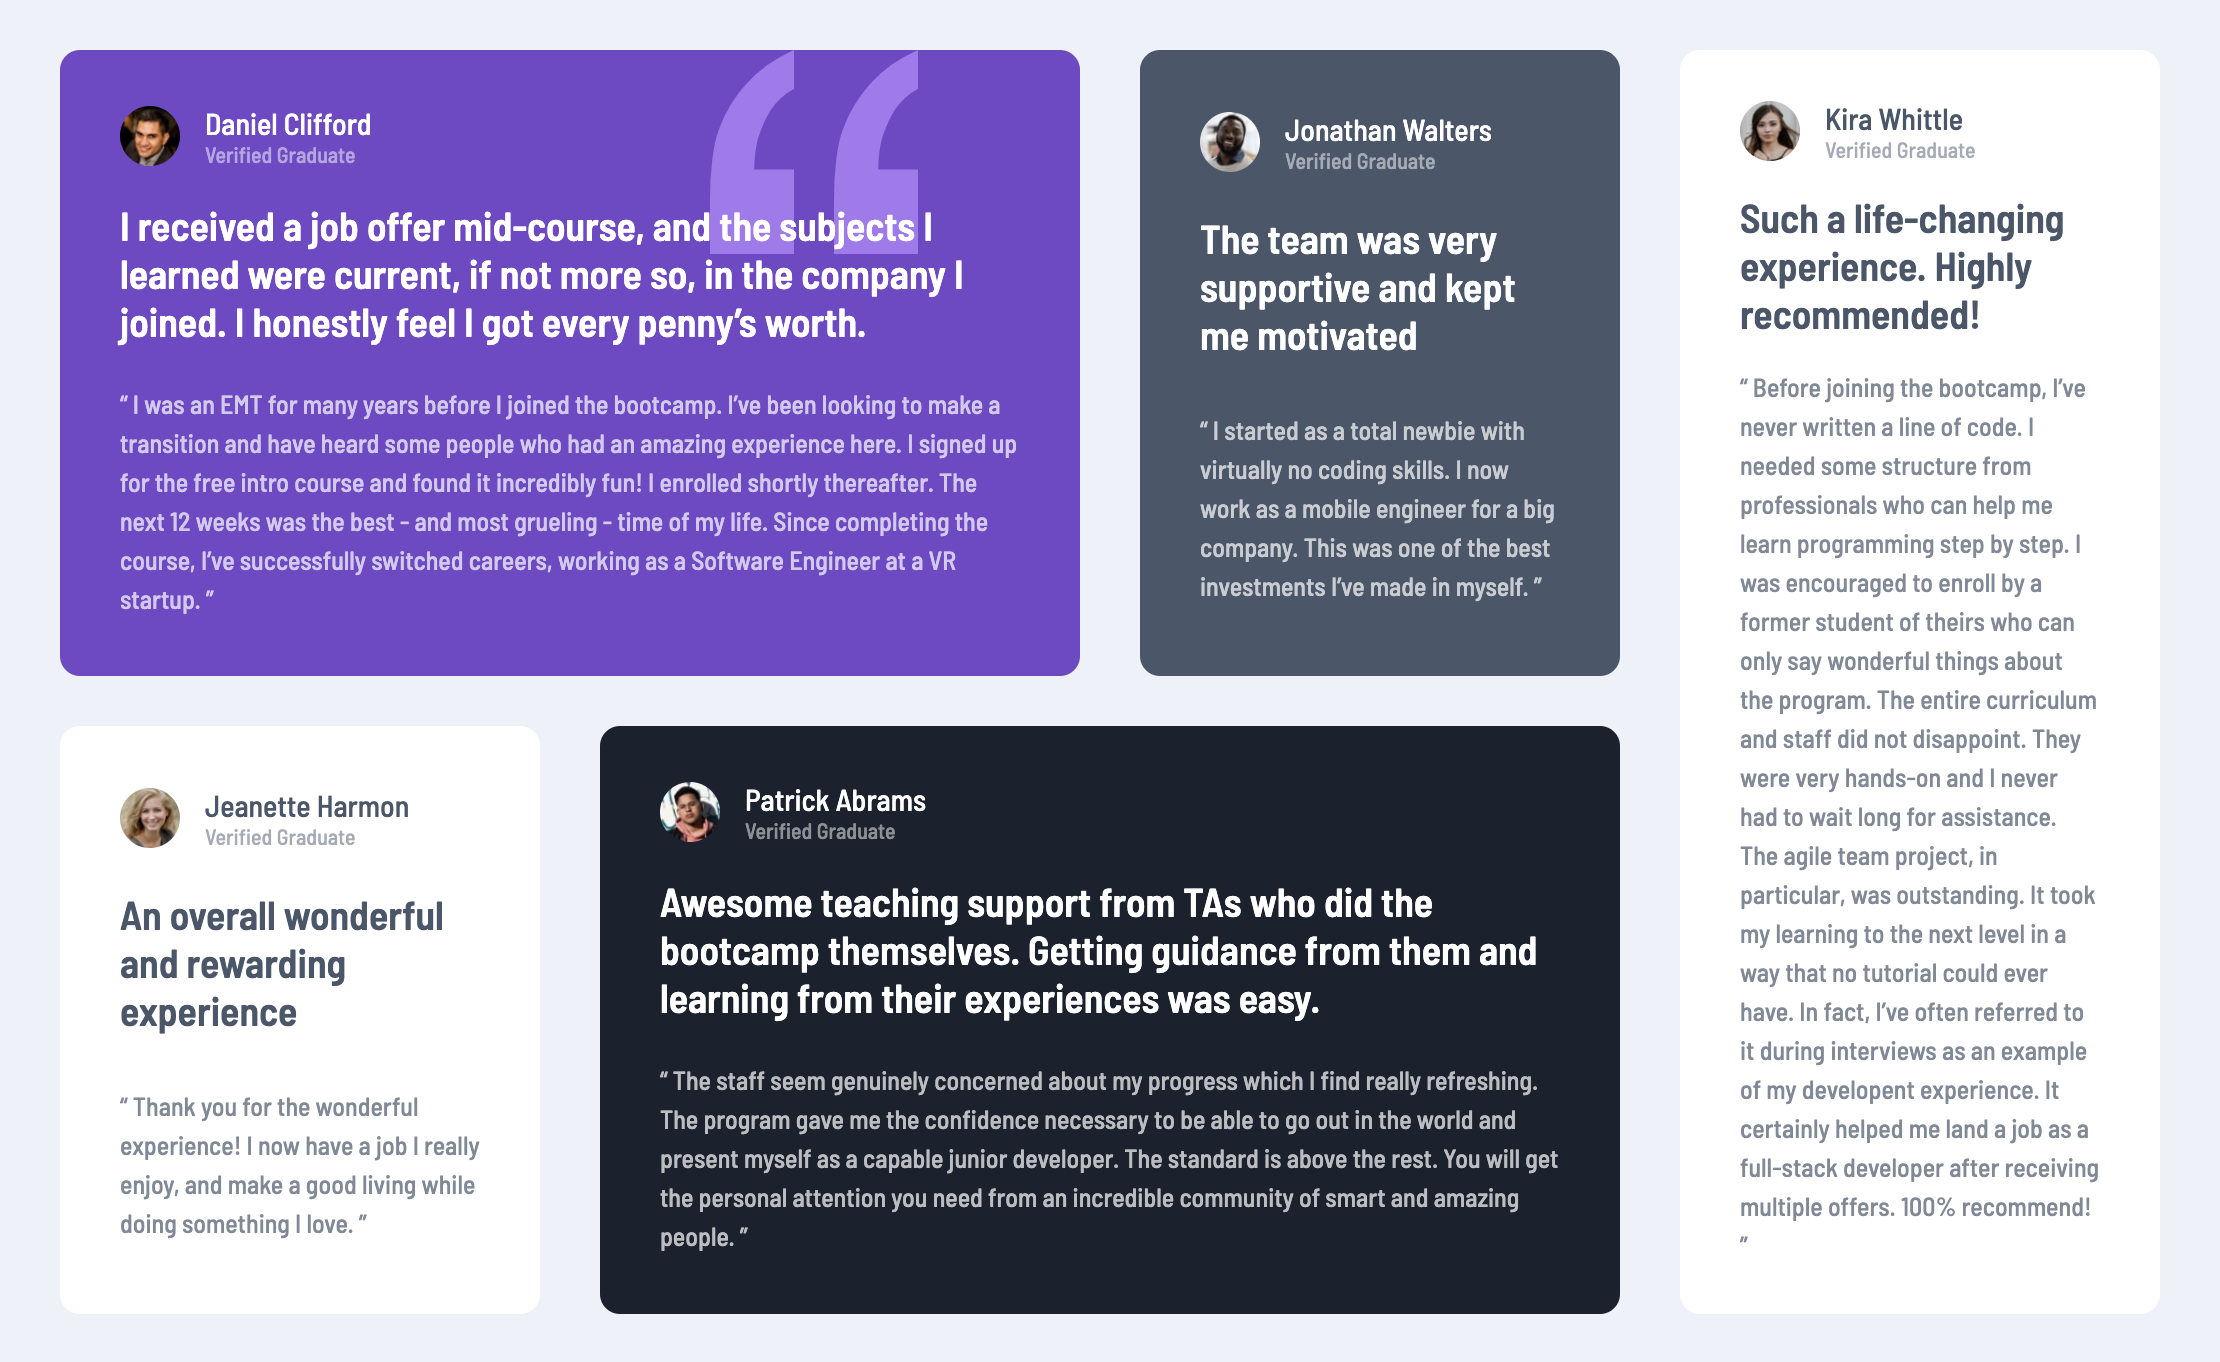 Daniel Clifford
Verified Graduate
I received a job offer mid-course, and the subjects I
learned were current, if not more so, in the company I
joined. I honestly feel I got every penny’s worth.
“ I was an EMT for many years before I joined the bootcamp. I’ve been looking to make a
transition and have heard some people who had an amazing experience here. I signed up
for the free intro course and found it incredibly fun! I enrolled shortly thereafter. The
next 12 weeks was the best - and most grueling - time of my life. Since completing the
course, I’ve successfully switched careers, working as a Software Engineer at a VR
startup. ”
Jonathan Walters
Verified Graduate
The team was very
supportive and kept
me motivated
“ I started as a total newbie with
virtually no coding skills. I now
work as a mobile engineer for a big
company. This was one of the best
investments I’ve made in myself. ”
Kira Whittle
Verified Graduate
Such a life-changing
experience. Highly
recommended!
“ Before joining the bootcamp, I’ve
never written a line of code. I
needed some structure from
professionals who can help me
learn programming step by step. I
was encouraged to enroll by a
former student of theirs who can
only say wonderful things about
the program. The entire curriculum
and staff did not disappoint. They
were very hands-on and I never
had to wait long for assistance.
The agile team project, in
particular, was outstanding. It took
my learning to the next level in a
way that no tutorial could ever
have. In fact, I’ve often referred to
it during interviews as an example
of my developent experience. It
certainly helped me land a job as a
full-stack developer after receiving
multiple offers. 100% recommend!
”
Jeanette Harmon
Verified Graduate
An overall wonderful
and rewarding
experience
“ Thank you for the wonderful
experience! I now have a job I really
enjoy, and make a good living while
doing something I love. ”
Patrick Abrams
Verified Graduate
Awesome teaching support from TAs who did the
bootcamp themselves. Getting guidance from them and
learning from their experiences was easy.
“ The staff seem genuinely concerned about my progress which I find really refreshing.
The program gave me the confidence necessary to be able to go out in the world and
present myself as a capable junior developer. The standard is above the rest. You will get
the personal attention you need from an incredible community of smart and amazing
people. ”